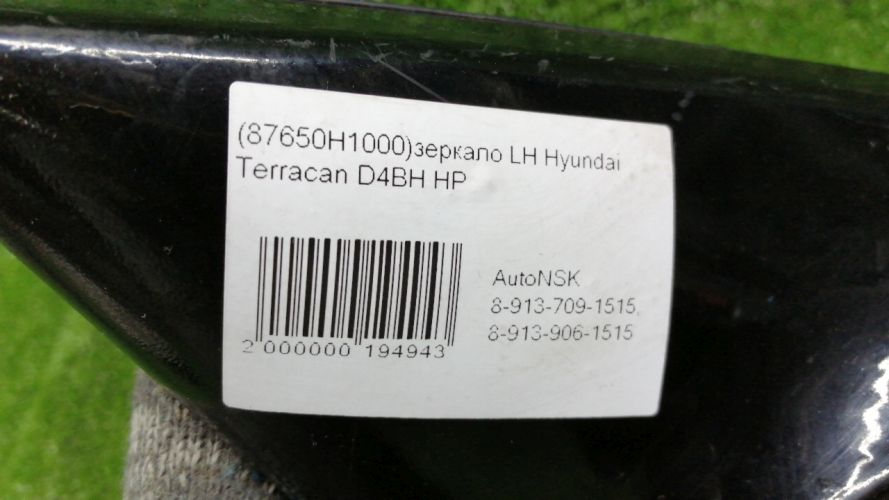 (87650H1000)зеркало LH Hyundai
Terracan D4BH HP
AutoNSK
8-913-709-1515,
8-913-906-1515
2 000000 194943